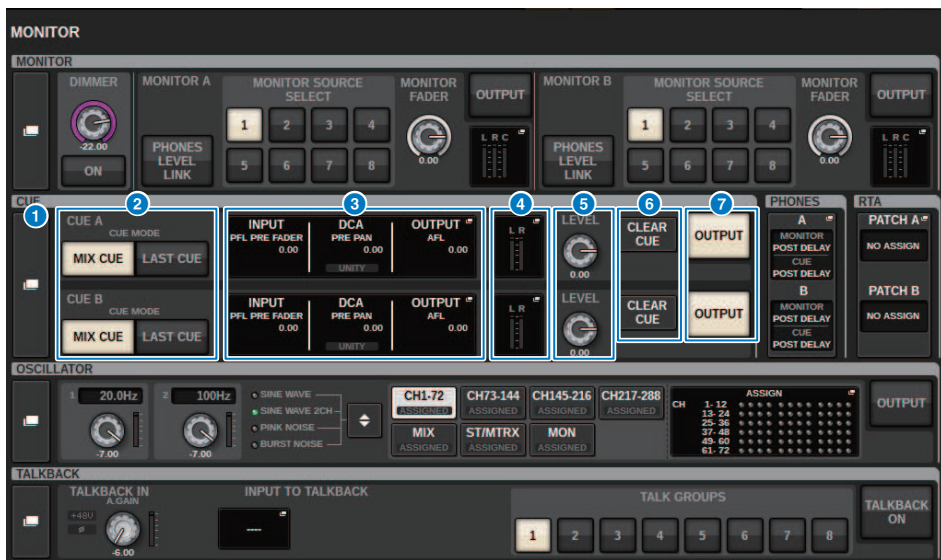 MONITOR
MONITOR
DIMMER
-22.00
ON
MONITOR A
PHONES
LEVEL
LINK
MONITOR SOURCE
SELECT
1 2 3 4
5 6 7 8
MONITOR
FADER
0.00
OUTPUT
L R C
MONITOR B
PHONES
LEVEL
LINK
MONITOR SOURCE
SELECT
1 2 3 4
5 6 7 8
MONITOR
FADER
0.00
OUTPUT
L R C
CUE
1 2 3 4 5 6 7
CUE A
CUE MODE
MIX CUE LAST CUE
INPUT
PFL PRE FADER
0.00
DCA
PRE PAN
0.00
UNITY
OUTPUT
AFL
0.00
L R
LEVEL
0.00
CLEAR
CUE
OUTPUT
CUE B
CUE MODE
MIX CUE LAST CUE
INPUT
PFL PRE FADER
0.00
DCA
PRE PAN
0.00
UNITY
OUTPUT
AFL
0.00
L R
LEVEL
0.00
CLEAR
CUE
OUTPUT
PHONES
A
MONITOR
POST DELAY
CUE
POST DELAY
B
MONITOR
POST DELAY
CUE
POST DELAY
RTA
PATCH A
NO ASSIGN
PATCH B
NO ASSIGN
OSCILLATOR
1 20.0Hz
-7.00
2 100Hz
-7.00
SINE WAVE
SINE WAVE 2CH
PINK NOISE
BURST NOISE
CH1-72
ASSIGNED
CH73-144
ASSIGNED
CH145-216
ASSIGNED
CH217-288
ASSIGNED
MIX
ASSIGNED
ST/MTRX
ASSIGNED
MON
ASSIGNED
ASSIGN
CH 1- 12
13- 24
25- 36
37- 48
49- 60
61- 72
OUTPUT
TALKBACK
TALKBACK IN
A.GAIN
+48V
ø
-6.00
INPUT TO TALKBACK
----
TALK GROUPS
1 2 3 4 5 6 7 8
TALKBACK
ON